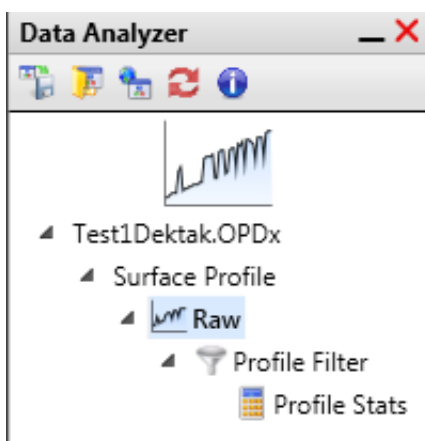 Data Analyzer
Test1Dektak.OPDx
Surface Profile
Raw
Profile Filter
Profile Stats